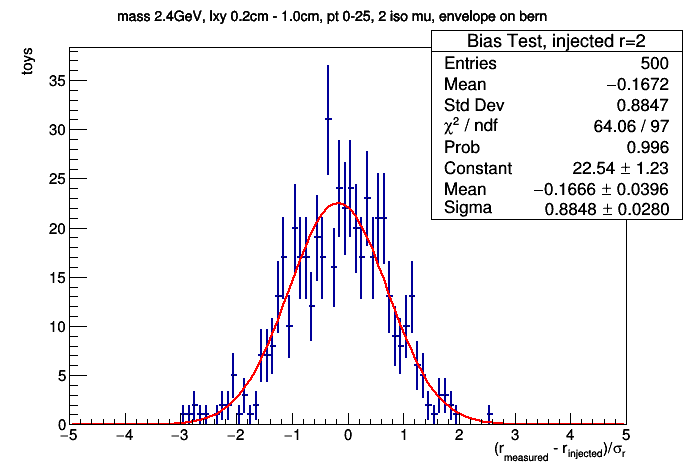 mass 2.4GeV, lxy 0.2cm - 1.0cm, pt 0-25, 2 iso mu, envelope on bern
Bias Test, injected r=2
Entries 500
Mean −0.1672
Std Dev 0.8847
χ² / ndf 64.06 / 97
Prob 0.996
Constant 22.54 ± 1.23
Mean −0.1666 ± 0.0396
Sigma 0.8848 ± 0.0280
toys
35
30
25
20
15
10
5
0
−5 −4 −3 −2 −1 0 1 2 3 4 5
(r_measured - r_injected)/σ_r